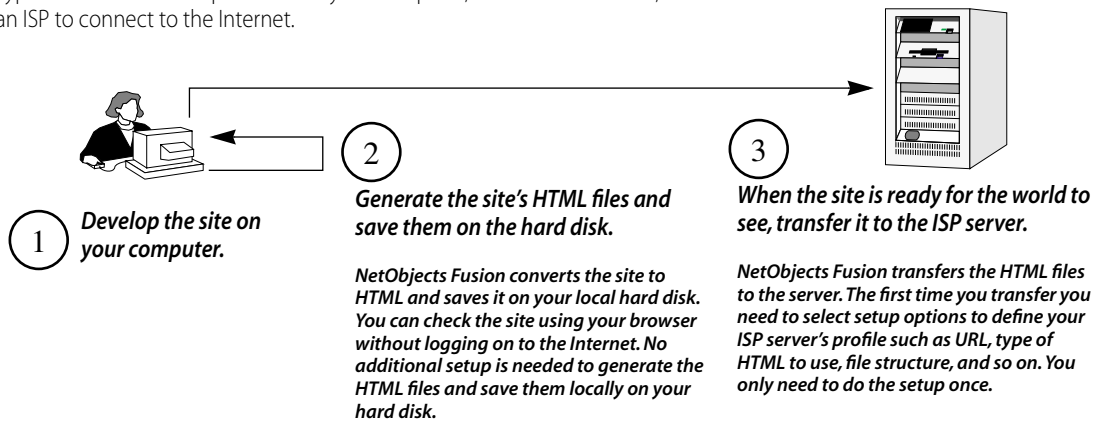 an ISP to connect to the Internet.
1
Develop the site on
your computer.
2
Generate the site's HTML files and
save them on the hard disk.
NetObjects Fusion converts the site to
HTML and saves it on your local hard disk.
You can check the site using your browser
without logging on to the Internet. No
additional setup is needed to generate the
HTML files and save them locally on your
hard disk.
3
When the site is ready for the world to
see, transfer it to the ISP server.
NetObjects Fusion transfers the HTML files
to the server. The first time you transfer you
need to select setup options to define your
ISP server's profile such as URL, type of
HTML to use, file structure, and so on. You
only need to do the setup once.